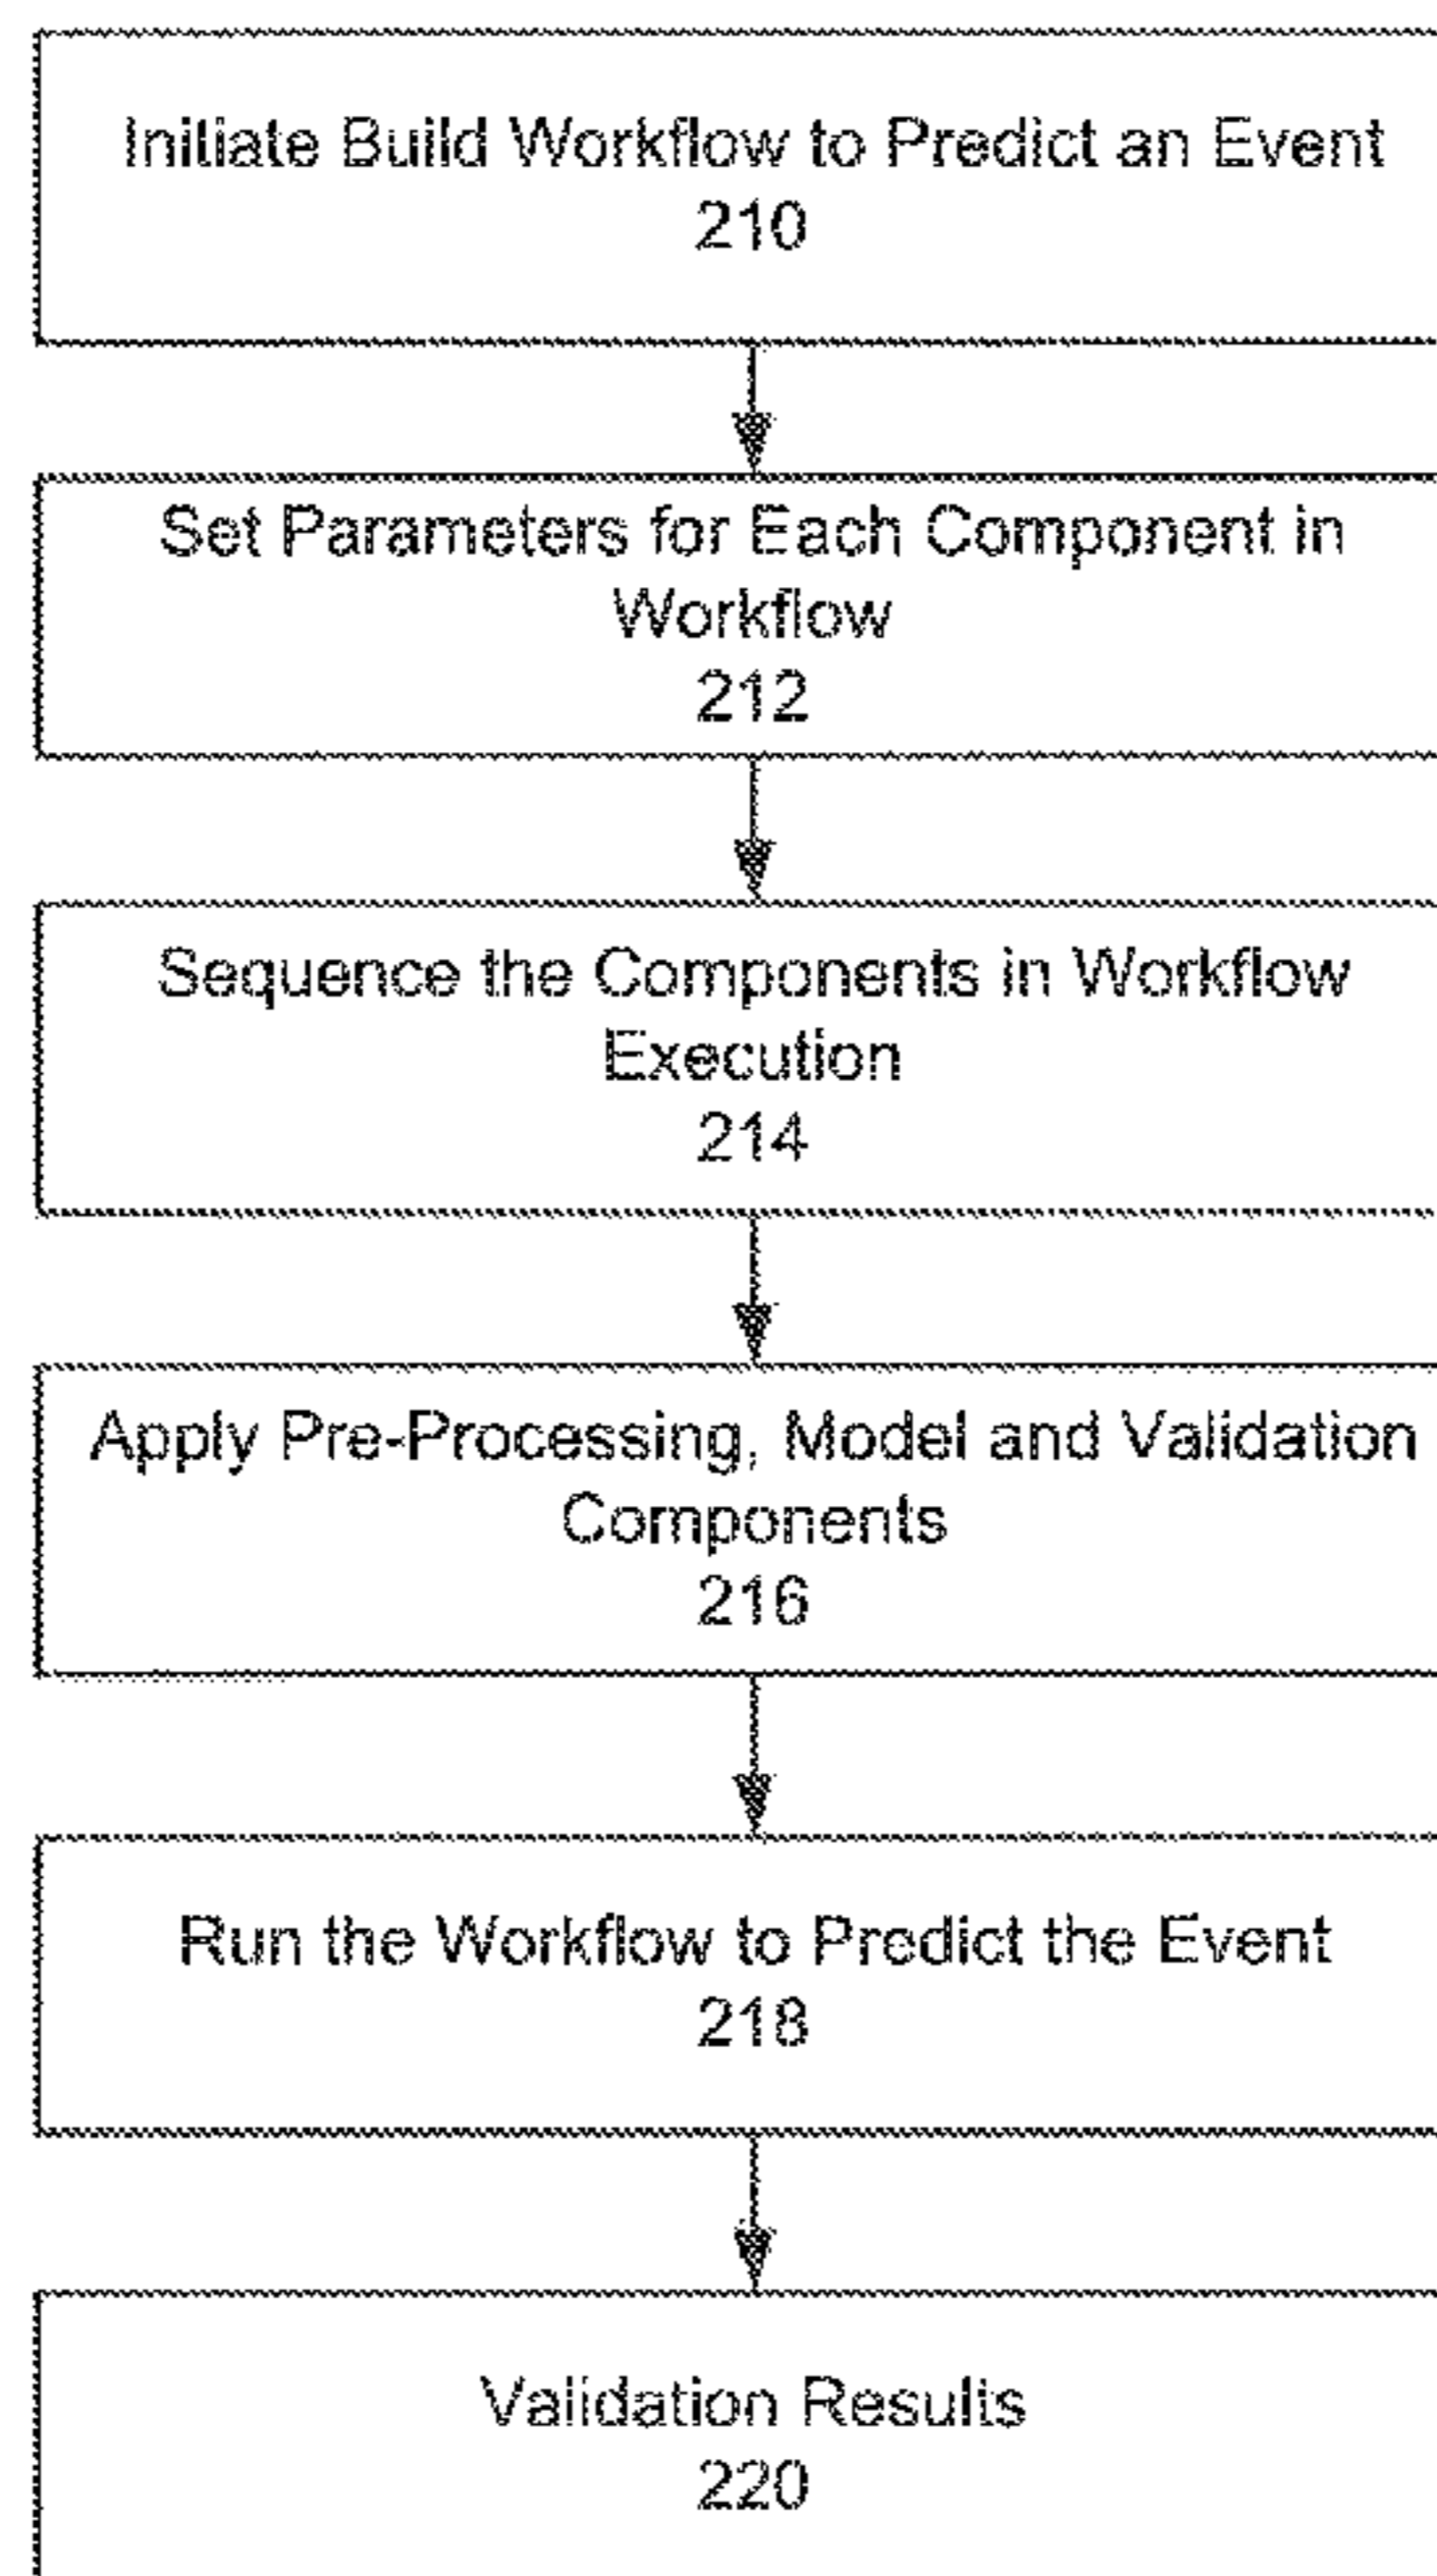 Initiate Build Workflow to Predict an Event
210
Set Parameters for Each Component in
Workflow
212
Sequence the Components in Workflow
Execution
214
Apply Pre-Processing, Model and Validation
Components
216
Run the Workflow to Predict the Event
218
Validation Results
220